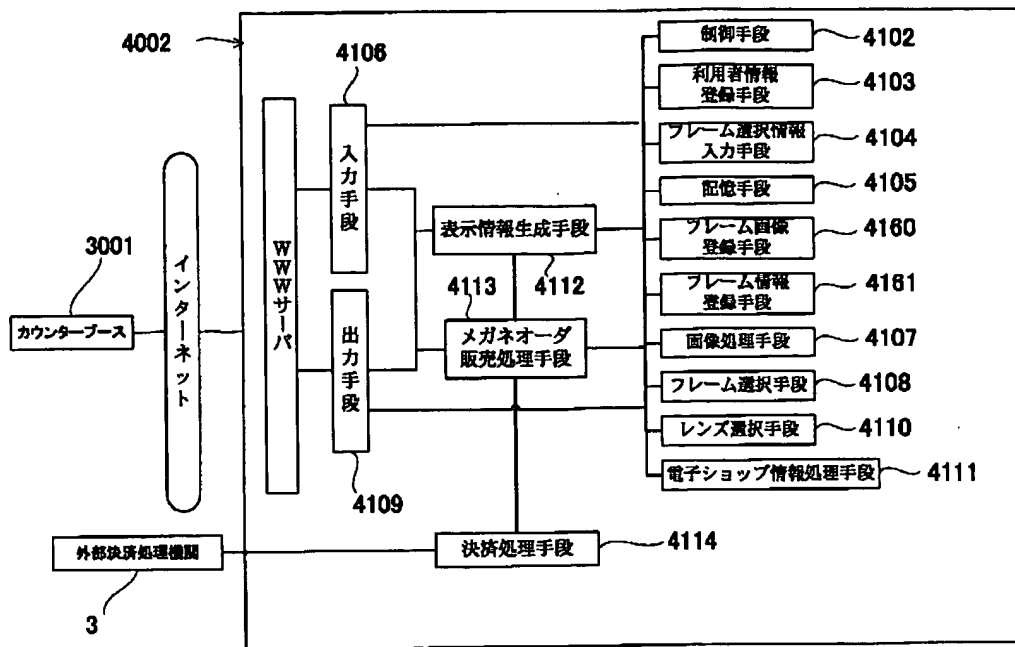 4002
4106
制御手段
4102
利用者情報
登録手段
4103
フレーム選択情報
入力手段
4104
入力手段
記憶手段
4105
3001
インターネット
WWWサーバ
表示情報生成手段
フレーム画像
登録手段
4160
4113
4112
フレーム情報
登録手段
4161
カウンターブース
出力手段
メガネオーダ
販売処理手段
画像処理手段
4107
フレーム選択手段
4108
レンズ選択手段
4110
4109
電子ショップ情報処理手段
4111
外部決済処理機関
決済処理手段
4114
3